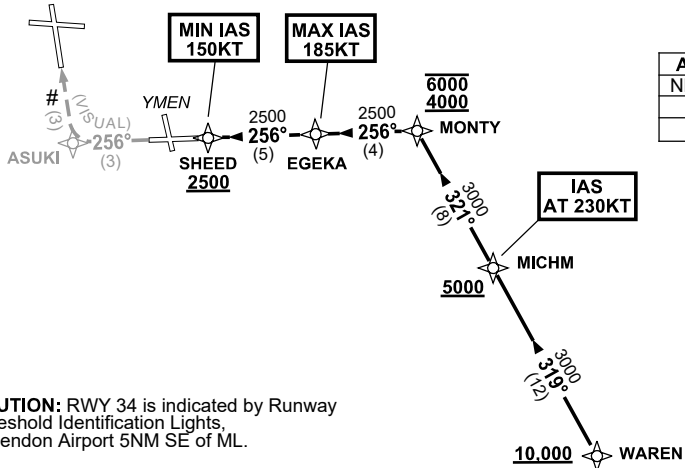 MIN IAS
150KT
MAX IAS
185KT
6000
4000
MONTY
YMEN
#
(3)
(VISUAL)
ASUKI
256°
(3)
SHEED
2500
2500
256°
(5)
EGEKA
2500
256°
(4)
3000
321°
(8)
IAS
AT 230KT
MICHM
5000
3000
319°
(12)
10,000
WAREN
A
N
UTION: RWY 34 is indicated by Runway
eshold Identification Lights,
endon Airport 5NM SE of ML.